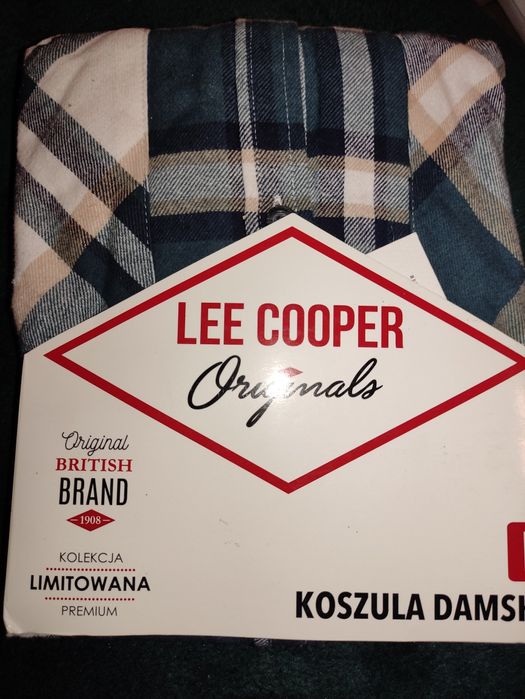 LEE COOPER
Originals
Original
BRITISH
BRAND
1908
KOLEKCJA
LIMITOWANA
PREMIUM
KOSZULA DAMSK